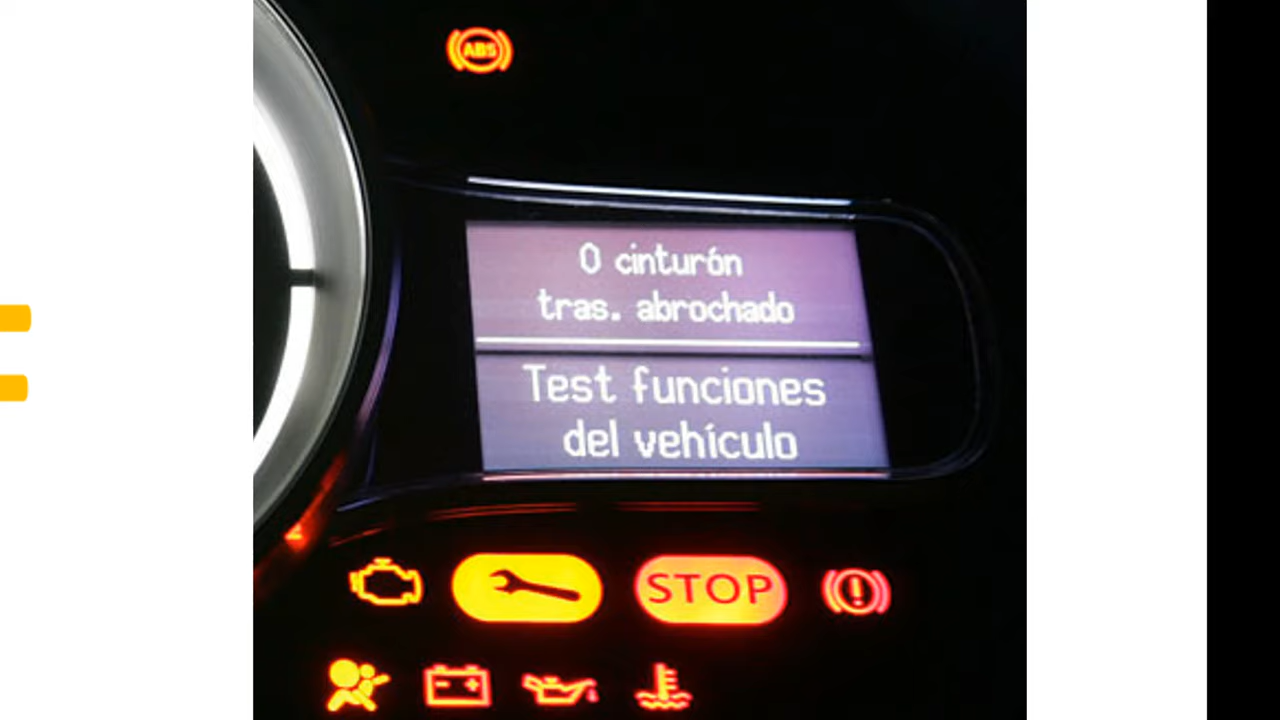 ABS
0 cinturón
tras. abrochado
Test funciones
del vehículo
STOP